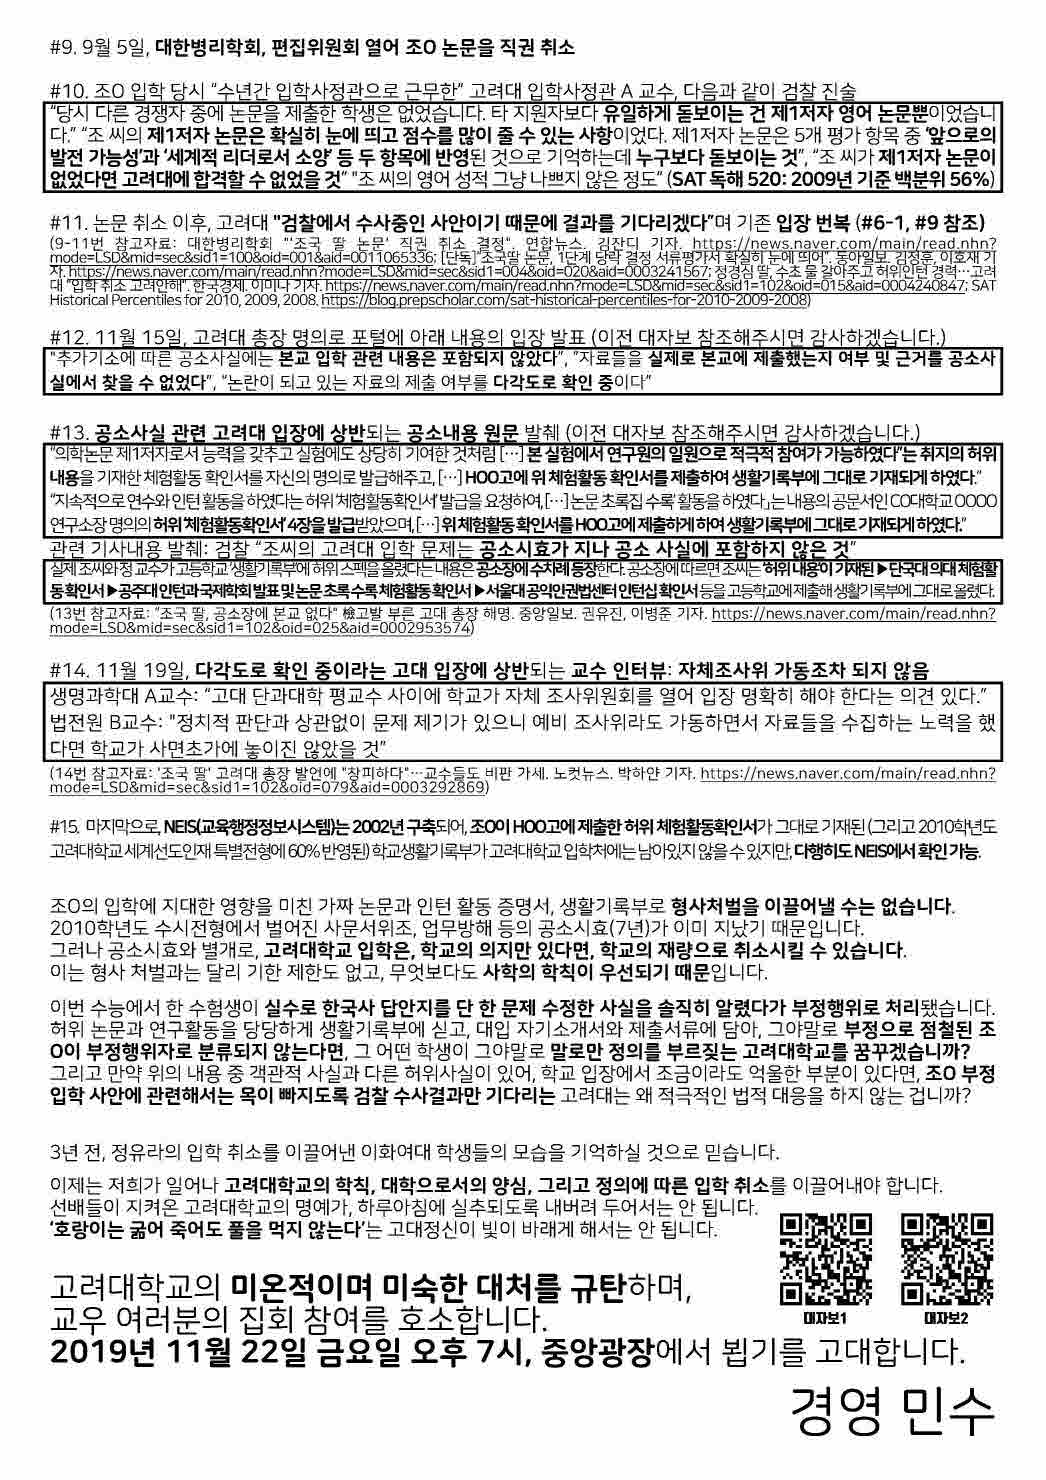 #9. 9월 5일, 대한병리학회, 편집위원회 열어 조O 논문을 직권 취소
#10. 조O 입학 당시 "수년간 입학사정관으로 근무한" 고려대 입학사정관 A 교수, 다음과 같이 검찰 진술
"당시 다른 경쟁자 중에 논문을 제출한 학생은 없었습니다. 타 지원자보다 유일하게 돋보이는 건 제1저자 영어 논문뿐이었습니
다." "조 씨의 제1저자 논문은 확실히 눈에 띄고 점수를 많이 줄 수 있는 사항이었다. 제1저자 논문은 5개 평가 항목 중 '앞으로의
발전 가능성'과 '세계적 리더로서 소양' 등 두 항목에 반영된 것으로 기억하는데 누구보다 돋보이는 것", "조 씨가 제1저자 논문이
없었다면 고려대에 합격할 수 없었을 것" "조 씨의 영어 성적 그냥 나쁘지 않은 정도" (SAT 독해 520: 2009년 기준 백분위 56%)
#11. 논문 취소 이후, 고려대 "검찰에서 수사중인 사안이기 때문에 결과를 기다리겠다"며 기존 입장 번복 (#6-1, #9 참조)
(9-11번 참고자료: 대한병리학회 "'조국 딸 논문' 직권 취소 결정". 연합뉴스. 김잔디 기자. https://news.naver.com/main/read.nhn?
mode=LSD&mid=sec&sid1=100&oid=001&aid=0011065336; [단독]"조국딸 논문, 1단계 당락 결정 서류평가서 확실히 눈에 띄어". 동아일보. 김정훈, 이호재 기
자. https://news.naver.com/main/read.nhn?mode=LSD&mid=sec&sid1=004&oid=020&aid=0003241567; 정경심 딸, 수초 물 갈아주고 허위인턴 경력…고려
대 "입학 취소 고려안해". 한국경제. 이미나 기자. https://news.naver.com/main/read.nhn?mode=LSD&mid=sec&sid1=102&oid=015&aid=0004240847; SAT
Historical Percentiles for 2010, 2009, 2008. https://blog.prepscholar.com/sat-historical-percentiles-for-2010-2009-2008)
#12. 11월 15일, 고려대 총장 명의로 포털에 아래 내용의 입장 발표 (이전 대자보 참조해주시면 감사하겠습니다.)
"추가기소에 따른 공소사실에는 본교 입학 관련 내용은 포함되지 않았다", "자료들을 실제로 본교에 제출했는지 여부 및 근거를 공소사
실에서 찾을 수 없었다", "논란이 되고 있는 자료의 제출 여부를 다각도로 확인 중이다"
#13. 공소사실 관련 고려대 입장에 상반되는 공소내용 원문 발췌 (이전 대자보 참조해주시면 감사하겠습니다.)
"의학논문 제1저자로서 능력을 갖추고 실험에도 상당히 기여한 것처럼 […] 본 실험에서 연구원의 일원으로 적극적 참여가 가능하였다"는 취지의 허위
내용을 기재한 체험활동 확인서를 자신의 명의로 발급해주고, […] HOO고에 위 체험활동 확인서를 제출하여 생활기록부에 그대로 기재되게 하였다."
"지속적으로 연수와 인턴 활동을 하였다는 허위 '체험활동확인서' 발급을 요청하여, […] 논문 초록집 수록' 활동을 하였다」는 내용의 공문서인 CO대학교 OOOO
연구소장 명의의 허위 '체험활동확인서' 4장을 발급받았으며, […] 위 체험활동 확인서를 HOO고에 제출하게 하여 생활기록부에 그대로 기재되게 하였다."
관련 기사내용 발췌: 검찰 "조씨의 고려대 입학 문제는 공소시효가 지나 공소 사실에 포함하지 않은 것"
실제 조씨와 정 교수가 고등학교 생활기록부에 허위 스펙을 올렸다는 내용은 공소장에 수차례 등장한다. 공소장에 따르면 조씨는 '허위 내용'이 기재된 ▶단국대 의대 체험활
동 확인서 ▶공주대 인턴과 국제학회 발표 및 논문 초록 수록 체험활동 확인서 ▶서울대 공익인권법센터 인턴십 확인서 등을 고등학교에 제출해 생활기록부에 그대로 올렸다.
(13번 참고자료: "조국 딸, 공소장에 본교 없다" 檢고발 부른 고대 총장 해명. 중앙일보. 권유진, 이병준 기자. https://news.naver.com/main/read.nhn?
mode=LSD&mid=sec&sid1=102&oid=025&aid=0002953574)
#14. 11월 19일, 다각도로 확인 중이라는 고대 입장에 상반되는 교수 인터뷰: 자체조사위 가동조차 되지 않음
생명과학대 A교수: "고대 단과대학 평교수 사이에 학교가 자체 조사위원회를 열어 입장 명확히 해야 한다는 의견 있다."
법전원 B교수: "정치적 판단과 상관없이 문제 제기가 있으니 예비 조사위라도 가동하면서 자료들을 수집하는 노력을 했
다면 학교가 사면초가에 놓이진 않았을 것"
(14번 참고자료: '조국 딸' 고려대 총장 발언에 "창피하다"…교수들도 비판 가세. 노컷뉴스. 박하얀 기자. https://news.naver.com/main/read.nhn?
mode=LSD&mid=sec&sid1=102&oid=079&aid=0003292869)
#15. 마지막으로, NEIS(교육행정정보시스템)는 2002년 구축되어, 조O이 HOO고에 제출한 허위 체험활동확인서가 그대로 기재된 (그리고 2010학년도
고려대학교 세계선도인재 특별전형에 60% 반영된) 학교생활기록부가 고려대학교 입학처에는 남아있지 않을 수 있지만, 다행히도 NEIS에서 확인 가능.
조O의 입학에 지대한 영향을 미친 가짜 논문과 인턴 활동 증명서, 생활기록부로 형사처벌을 이끌어낼 수는 없습니다.
2010학년도 수시전형에서 벌어진 사문서위조, 업무방해 등의 공소시효(7년)가 이미 지났기 때문입니다.
그러나 공소시효와 별개로, 고려대학교 입학은, 학교의 의지만 있다면, 학교의 재량으로 취소시킬 수 있습니다.
이는 형사 처벌과는 달리 기한 제한도 없고, 무엇보다도 사학의 학칙이 우선되기 때문입니다.
이번 수능에서 한 수험생이 실수로 한국사 답안지를 단 한 문제 수정한 사실을 솔직히 알렸다가 부정행위로 처리됐습니다.
허위 논문과 연구활동을 당당하게 생활기록부에 싣고, 대입 자기소개서와 제출서류에 담아, 그야말로 부정으로 점철된 조
O이 부정행위자로 분류되지 않는다면, 그 어떤 학생이 그야말로 말로만 정의를 부르짖는 고려대학교를 꿈꾸겠습니까?
그리고 만약 위의 내용 중 객관적 사실과 다른 허위사실이 있어, 학교 입장에서 조금이라도 억울한 부분이 있다면, 조O 부정
입학 사안에 관련해서는 목이 빠지도록 검찰 수사결과만 기다리는 고려대는 왜 적극적인 법적 대응을 하지 않는 겁니까?
3년 전, 정유라의 입학 취소를 이끌어낸 이화여대 학생들의 모습을 기억하실 것으로 믿습니다.
이제는 저희가 일어나 고려대학교의 학칙, 대학으로서의 양심, 그리고 정의에 따른 입학 취소를 이끌어내야 합니다.
선배들이 지켜온 고려대학교의 명예가, 하루아침에 실추되도록 내버려 두어서는 안 됩니다.
'호랑이는 굶어 죽어도 풀을 먹지 않는다'는 고대정신이 빛이 바래게 해서는 안 됩니다.
대자보1 대자보2
고려대학교의 미온적이며 미숙한 대처를 규탄하며,
교우 여러분의 집회 참여를 호소합니다.
2019년 11월 22일 금요일 오후 7시, 중앙광장에서 뵙기를 고대합니다.
경영 민수